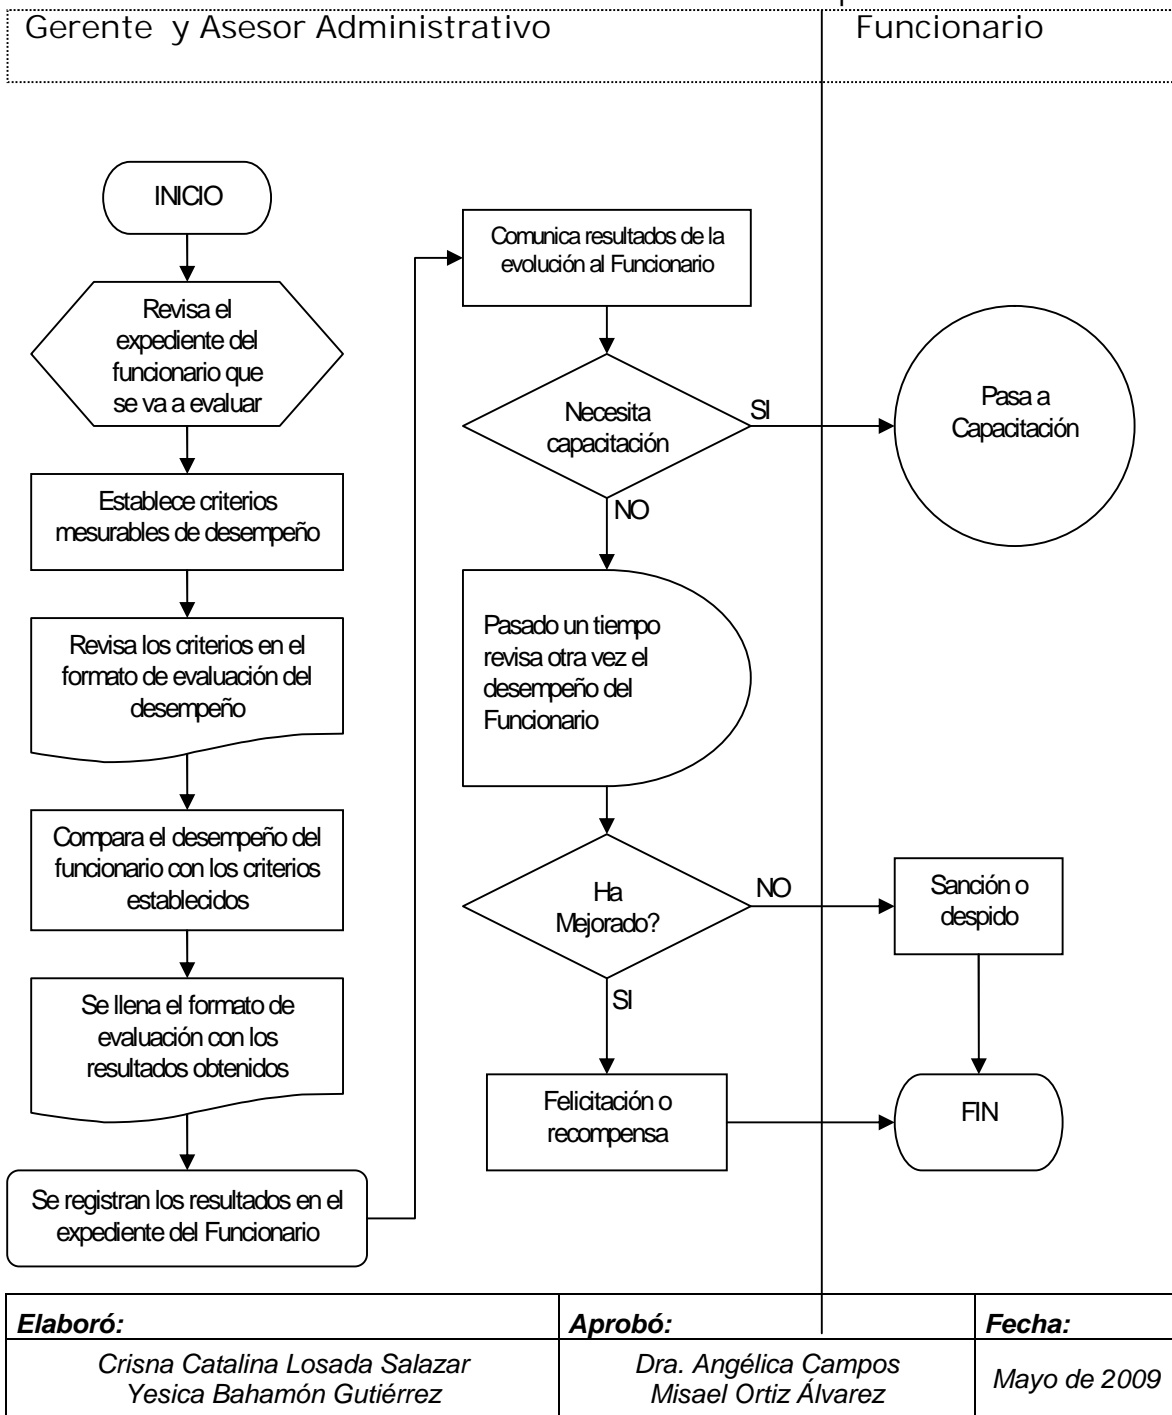 Gerente y Asesor Administrativo
Funcionario
INICIO
Revisa el
expediente del
funcionario que
se va a evaluar
Establece criterios
mesurables de desempeño
Revisa los criterios en el
formato de evaluación del
desempeño
Compara el desempeño del
funcionario con los criterios
establecidos
Se llena el formato de
evaluación con los
resultados obtenidos
Se registran los resultados en el
expediente del Funcionario
Comunica resultados de la
evolución al Funcionario
Necesita
capacitación
SI
Pasa a
Capacitación
NO
Pasado un tiempo
revisa otra vez el
desempeño del
Funcionario
Ha
Mejorado?
NO
Sanción o
despido
SI
Felicitación o
recompensa
FIN
Elaboró:
Crisna Catalina Losada Salazar
Yesica Bahamón Gutiérrez
Aprobó:
Dra. Angélica Campos
Misael Ortiz Álvarez
Fecha:
Mayo de 2009